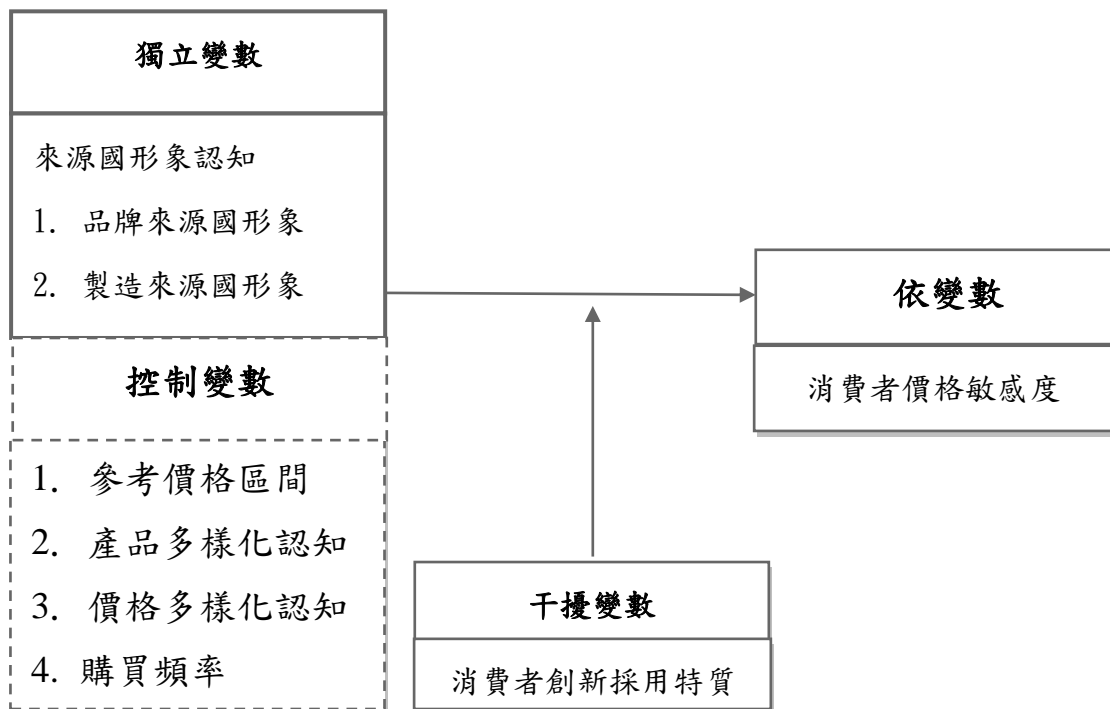 獨立變數
來源國形象認知
1. 品牌來源國形象
2. 製造來源國形象
控制變數
1. 參考價格區間
2. 產品多樣化認知
3. 價格多樣化認知
4. 購買頻率
依變數
消費者價格敏感度
干擾變數
消費者創新採用特質